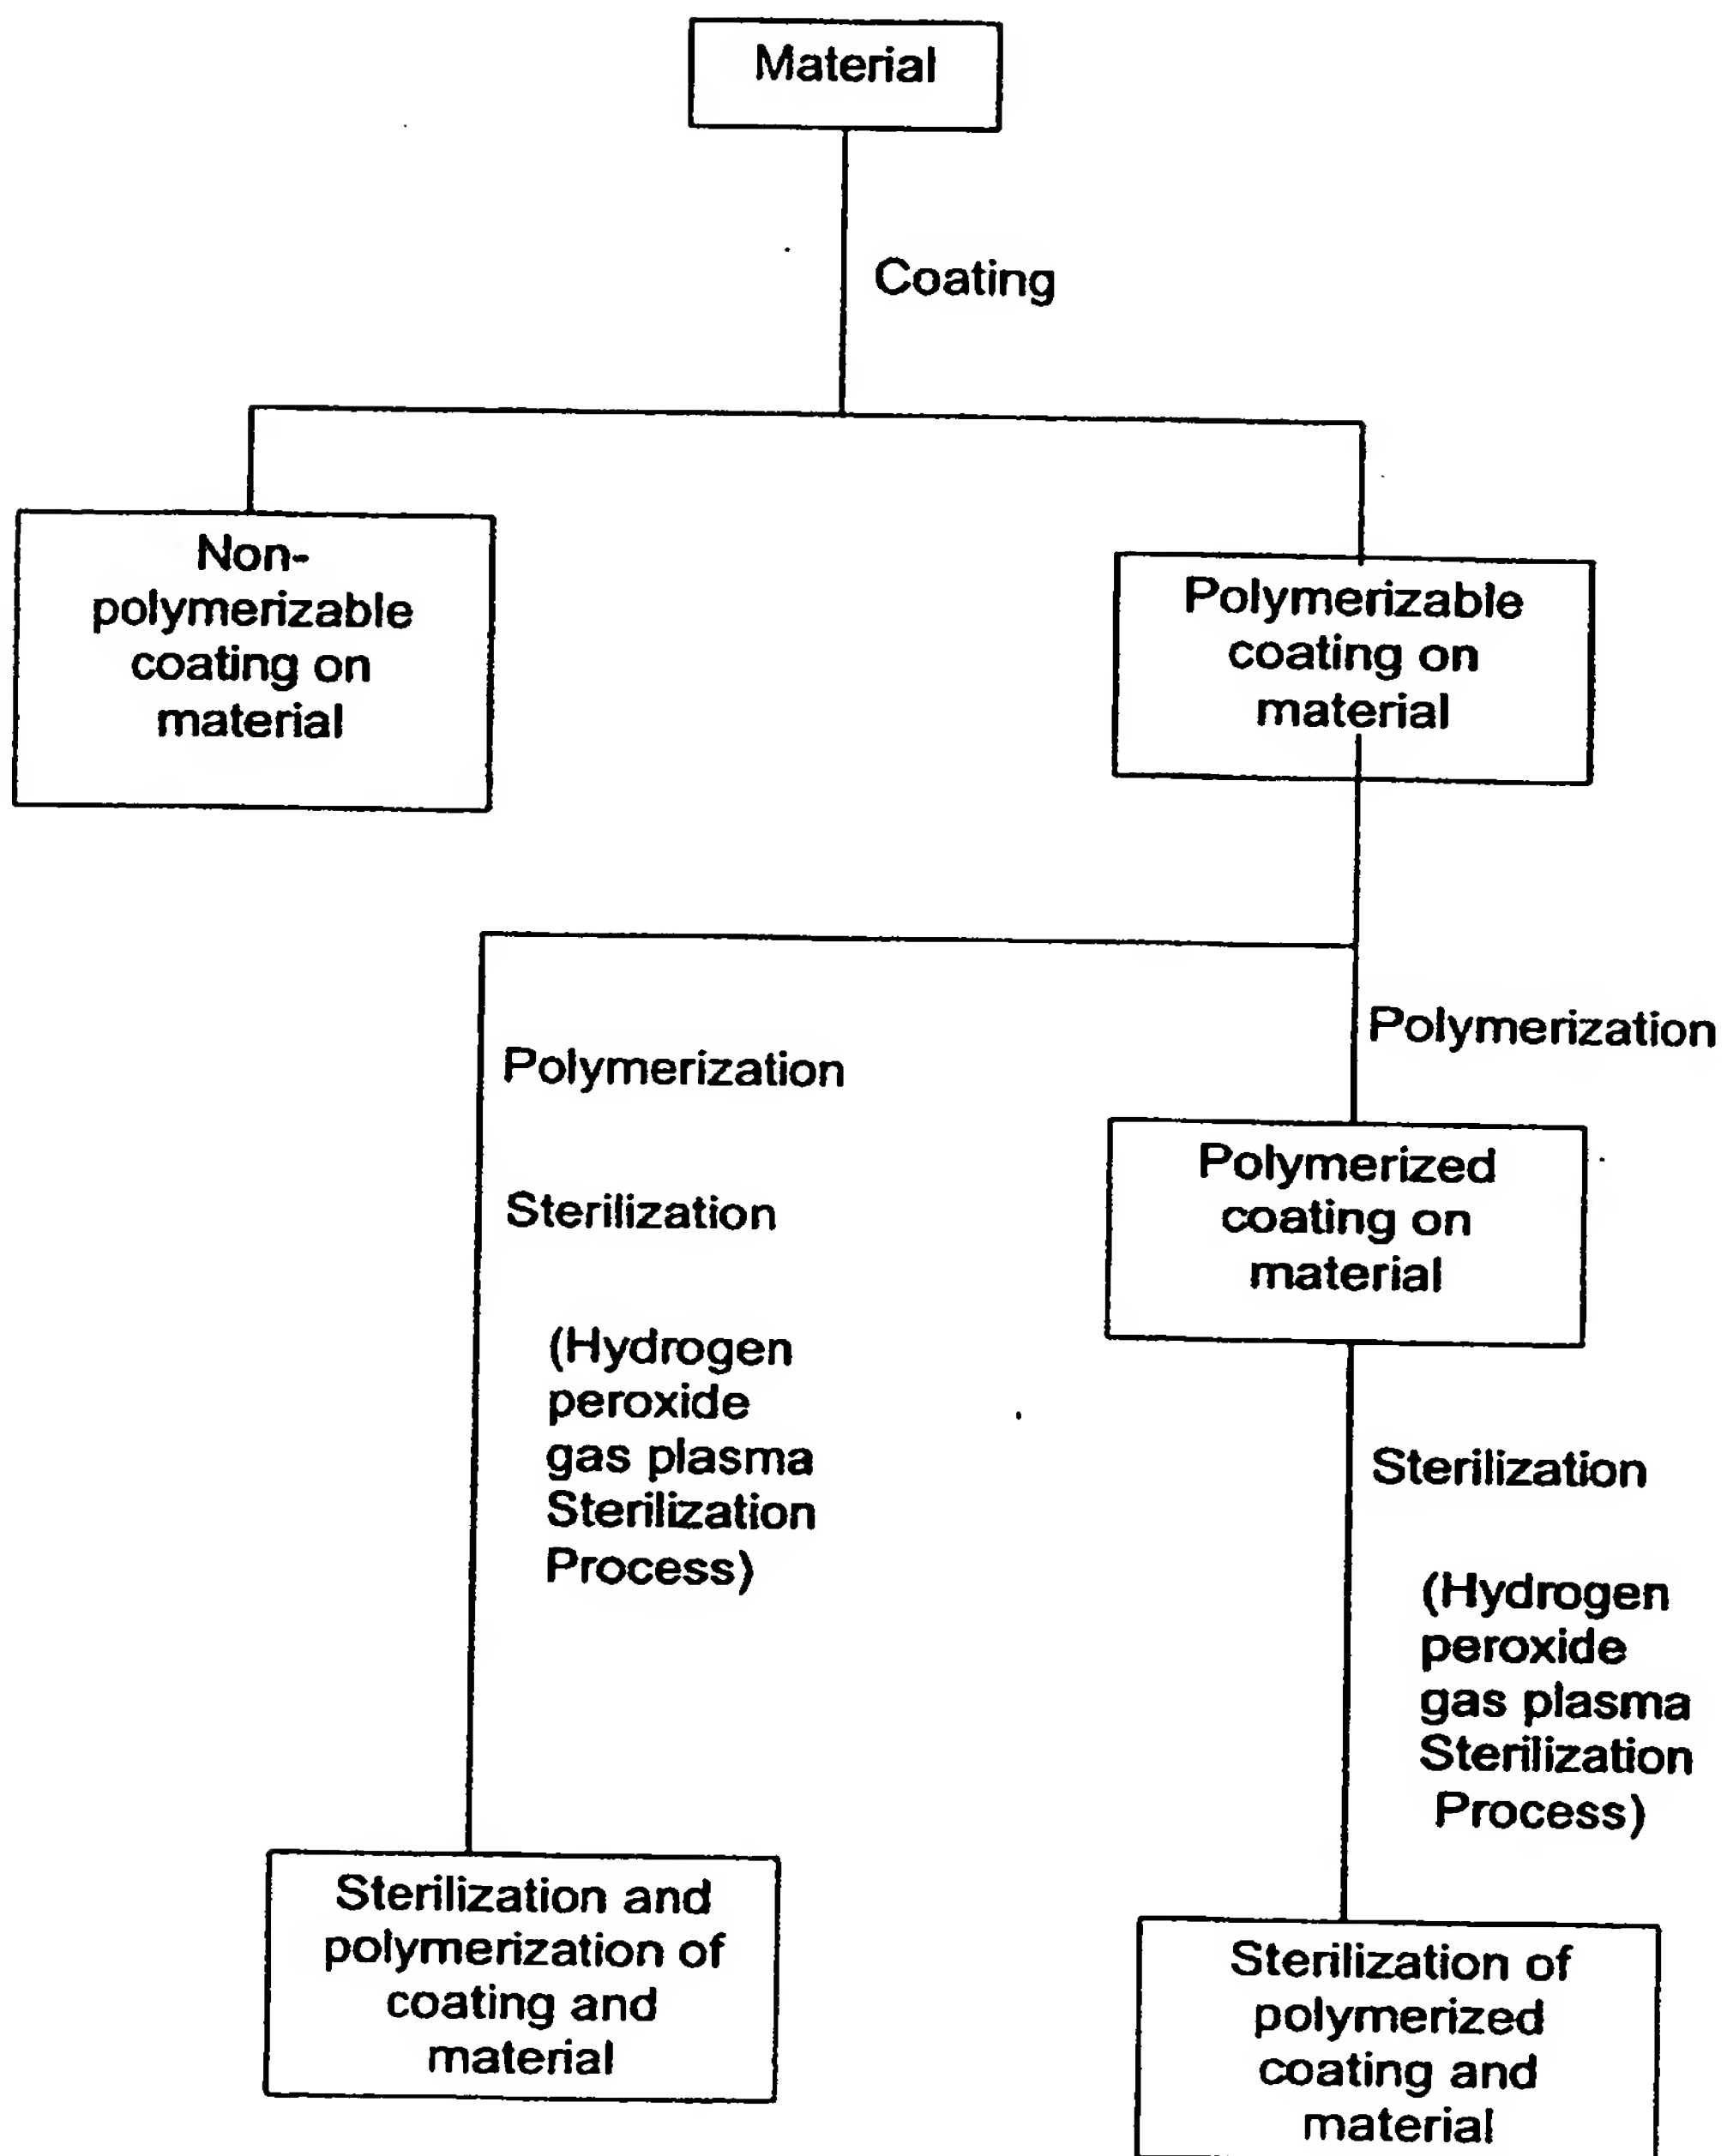 Material
Coating
Non-
polymerizable
coating on
material
Polymerizable
coating on
material
Polymerization
Sterilization
(Hydrogen
peroxide
gas plasma
Sterilization
Process)
Polymerization
Polymerized
coating on
material
Sterilization
(Hydrogen
peroxide
gas plasma
Sterilization
Process)
Sterilization and
polymerization of
coating and
material
Sterilization of
polymerized
coating and
material